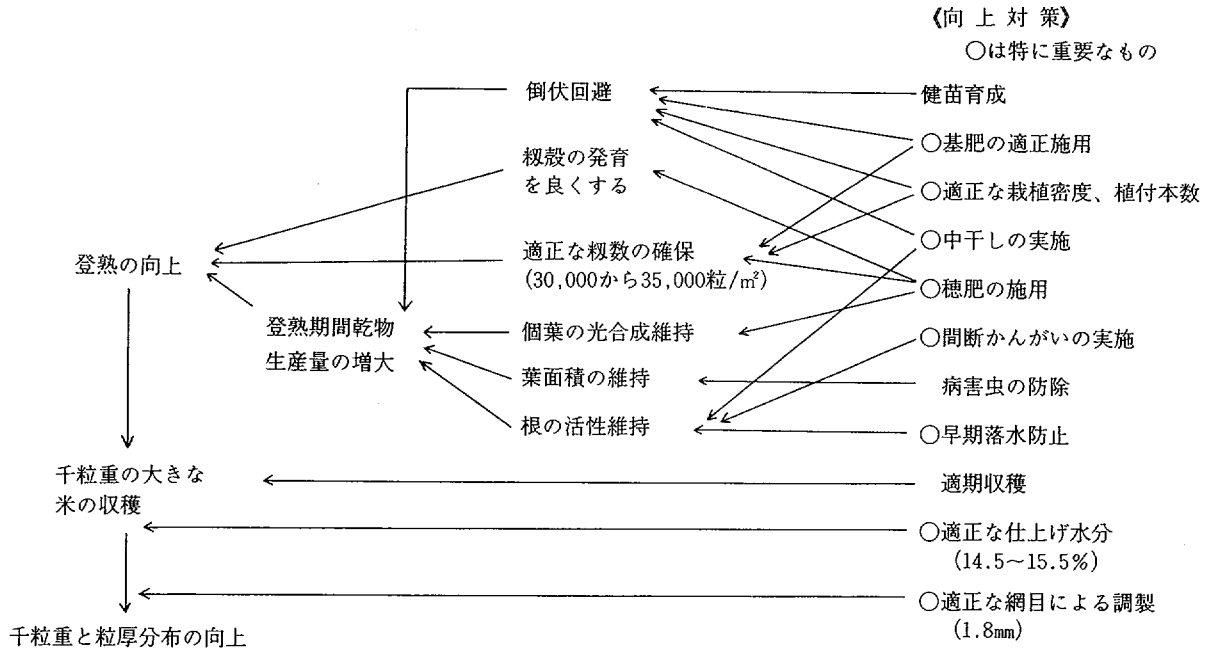 《向上対策》
○は特に重要なもの
倒伏回避
健苗育成
○基肥の適正施用
籾殻の発育
を良くする
○適正な栽植密度、植付本数
○中干しの実施
登熟の向上
適正な籾数の確保
(30,000から35,000粒/㎡)
○穂肥の施用
登熟期間乾物
生産量の増大
個葉の光合成維持
○間断かんがいの実施
葉面積の維持
病害虫の防除
根の活性維持
○早期落水防止
千粒重の大きな
米の収穫
適期収穫
○適正な仕上げ水分
(14.5～15.5%)
○適正な網目による調製
(1.8mm)
千粒重と粒厚分布の向上